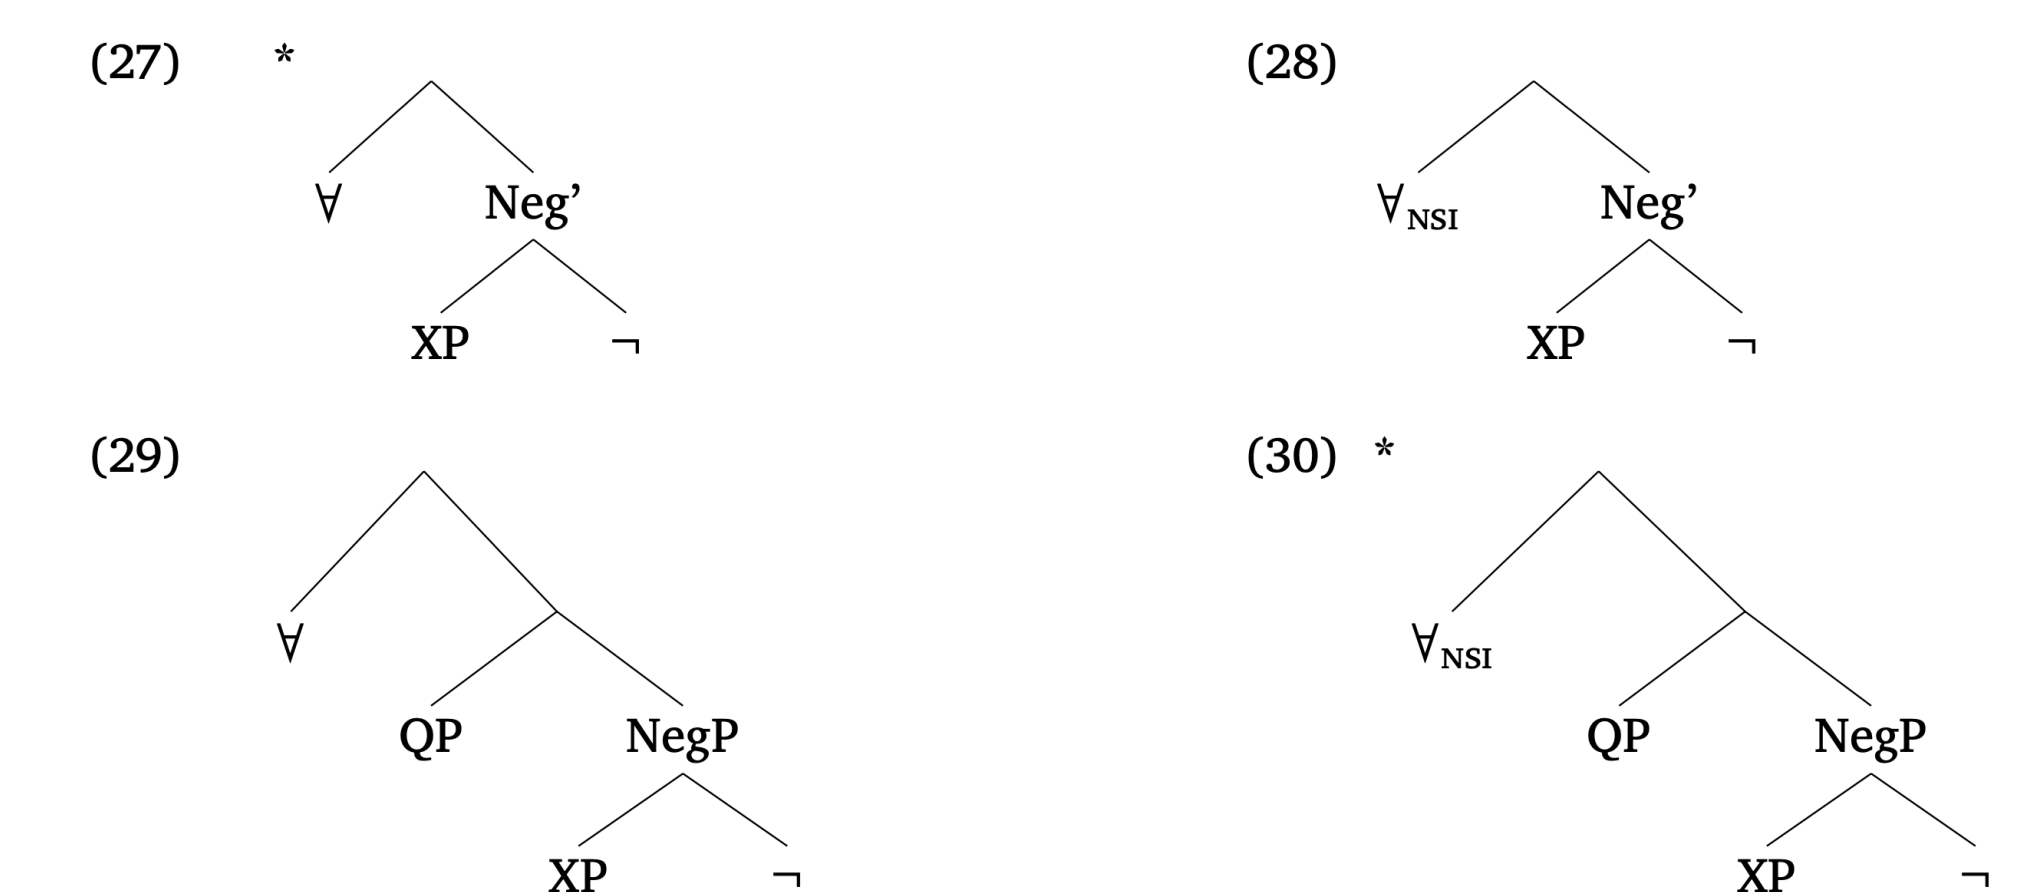 (27) * (28)
∀ Neg’ ∀NSI Neg’
XP ¬ XP ¬
(29) (30) *
∀ ∀NSI
QP NegP QP NegP
XP ¬ XP ¬